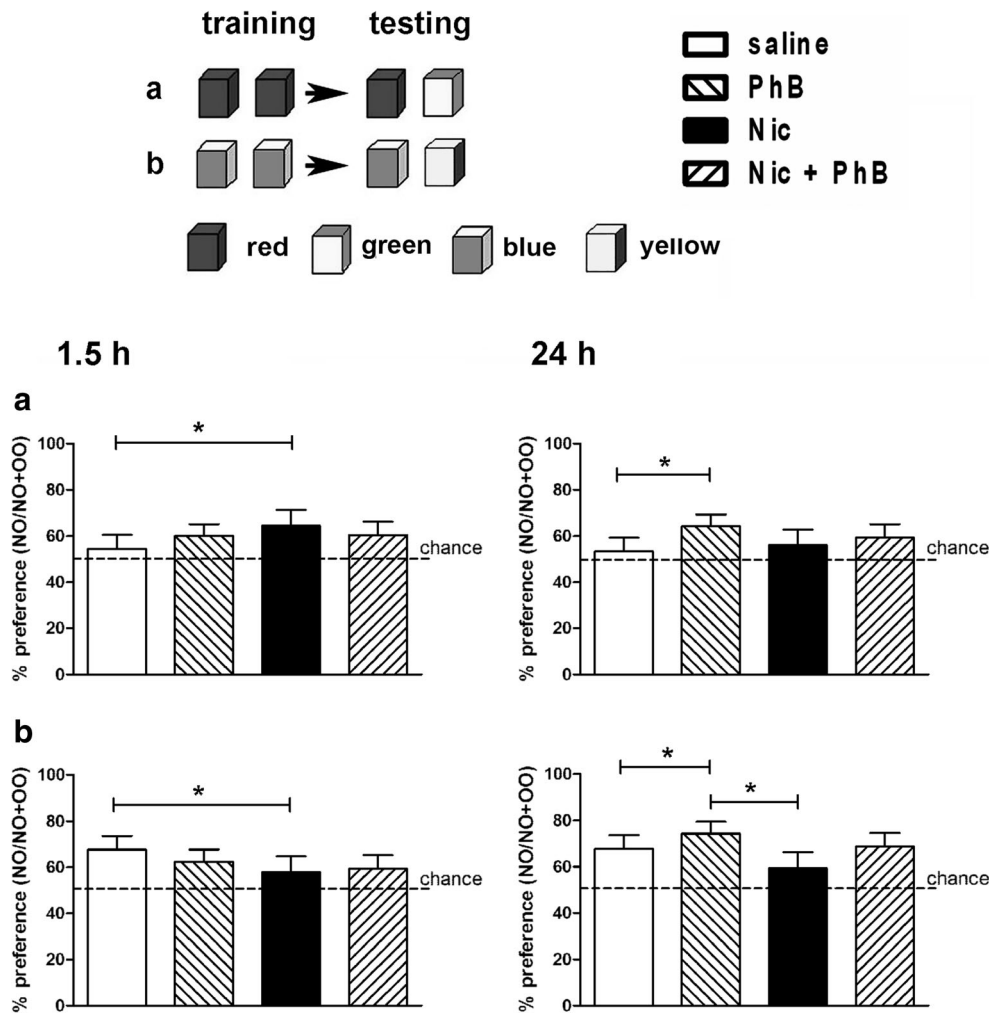 training testing
a
b
red green blue yellow
saline
PhB
Nic
Nic + PhB
1.5 h
24 h
a
% preference (NO/NO+OO)
100
80
60
40
20
0
*
chance
% preference (NO/NO+OO)
100
80
60
40
20
0
*
chance
b
% preference (NO/NO+OO)
100
80
60
40
20
0
*
chance
% preference (NO/NO+OO)
100
80
60
40
20
0
*
*
chance